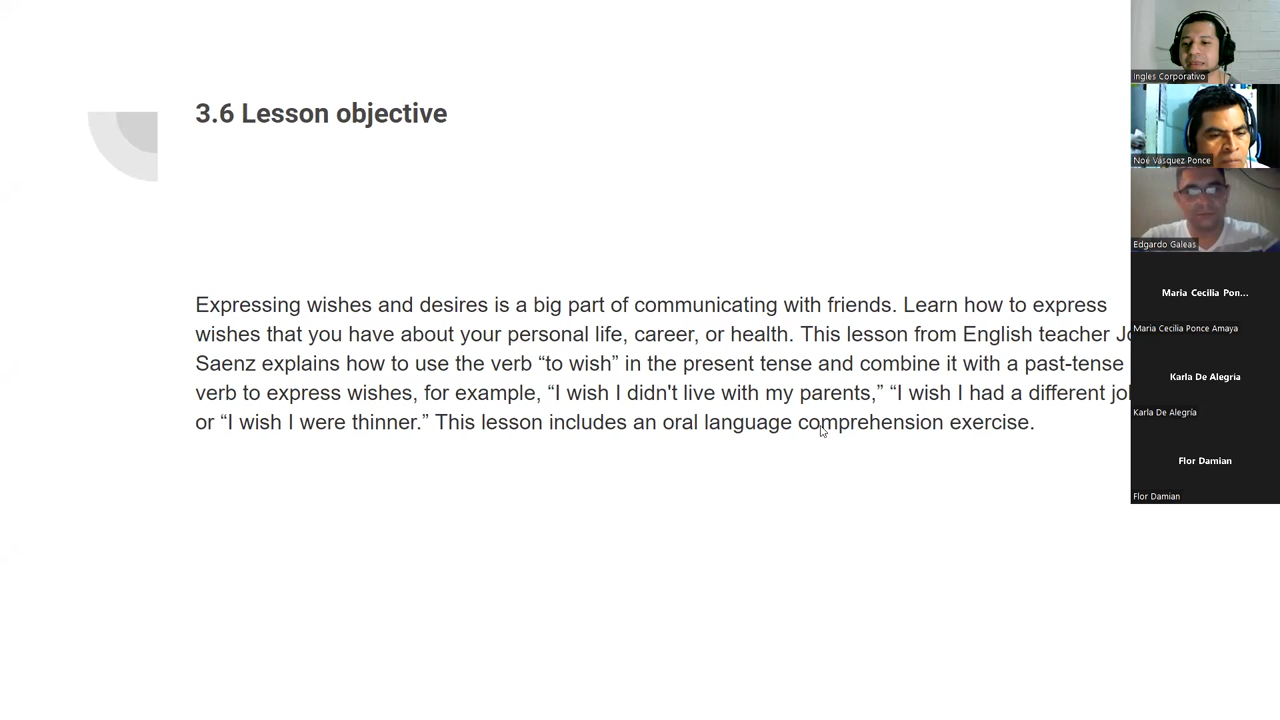 3.6 Lesson objective
Expressing wishes and desires is a big part of communicating with friends. Learn how to express
wishes that you have about your personal life, career, or health. This lesson from English teacher
Saenz explains how to use the verb “to wish” in the present tense and combine it with a past-tense
verb to express wishes, for example, “I wish I didn't live with my parents,” “I wish I had a different
or “I wish I were thinner.” This lesson includes an oral language comprehension exercise.
Ingles Corporativo
Noé Vásquez Ponce
Edgardo Galeas
Maria Cecilia Pon...
Maria Cecilia Ponce Amaya
Karla De Alegría
Karla De Alegría
Flor Damian
Flor Damian